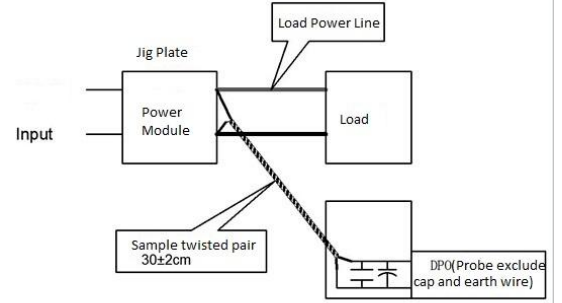 Load Power Line
Jig Plate
Power
Module
Load
Input
Sample twisted pair
30±2cm
DPO(Probe exclude
cap and earth wire)